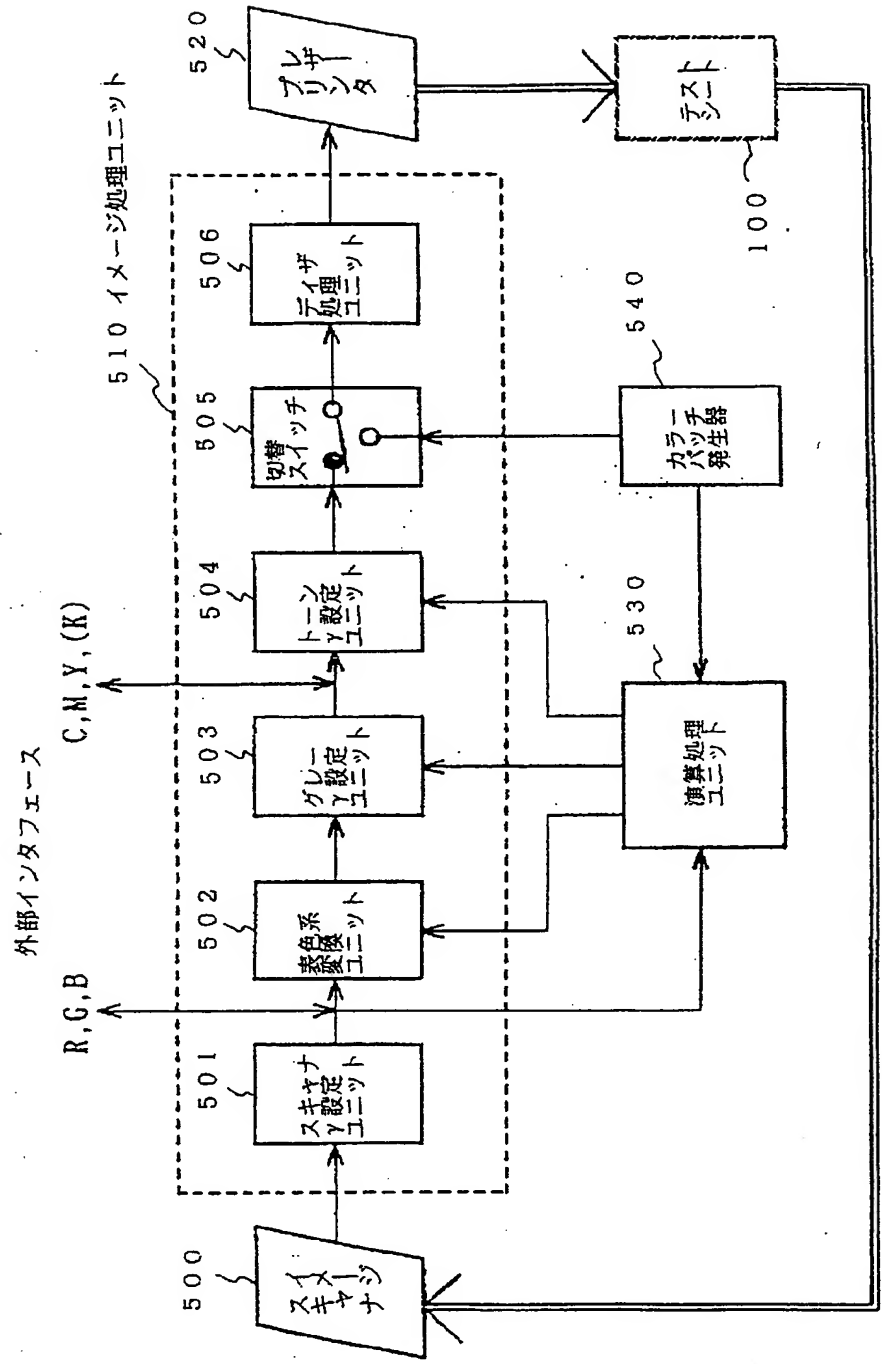 外部インタフェース
R,G,B
C,M,Y,(K)
510 イメージ処理ユニット
500
イメージ
スキャナ
501
スキャナ
γ設定
ユニット
502
表色系
変換
ユニット
503
グレー
γ設定
ユニット
504
トーン
γ設定
ユニット
505
切替
スイッチ
506
ディザ
処理
ユニット
520
レザー
プリンタ
530
演算処理
ユニット
540
カラー
パッチ
発生器
テスト
シート
100